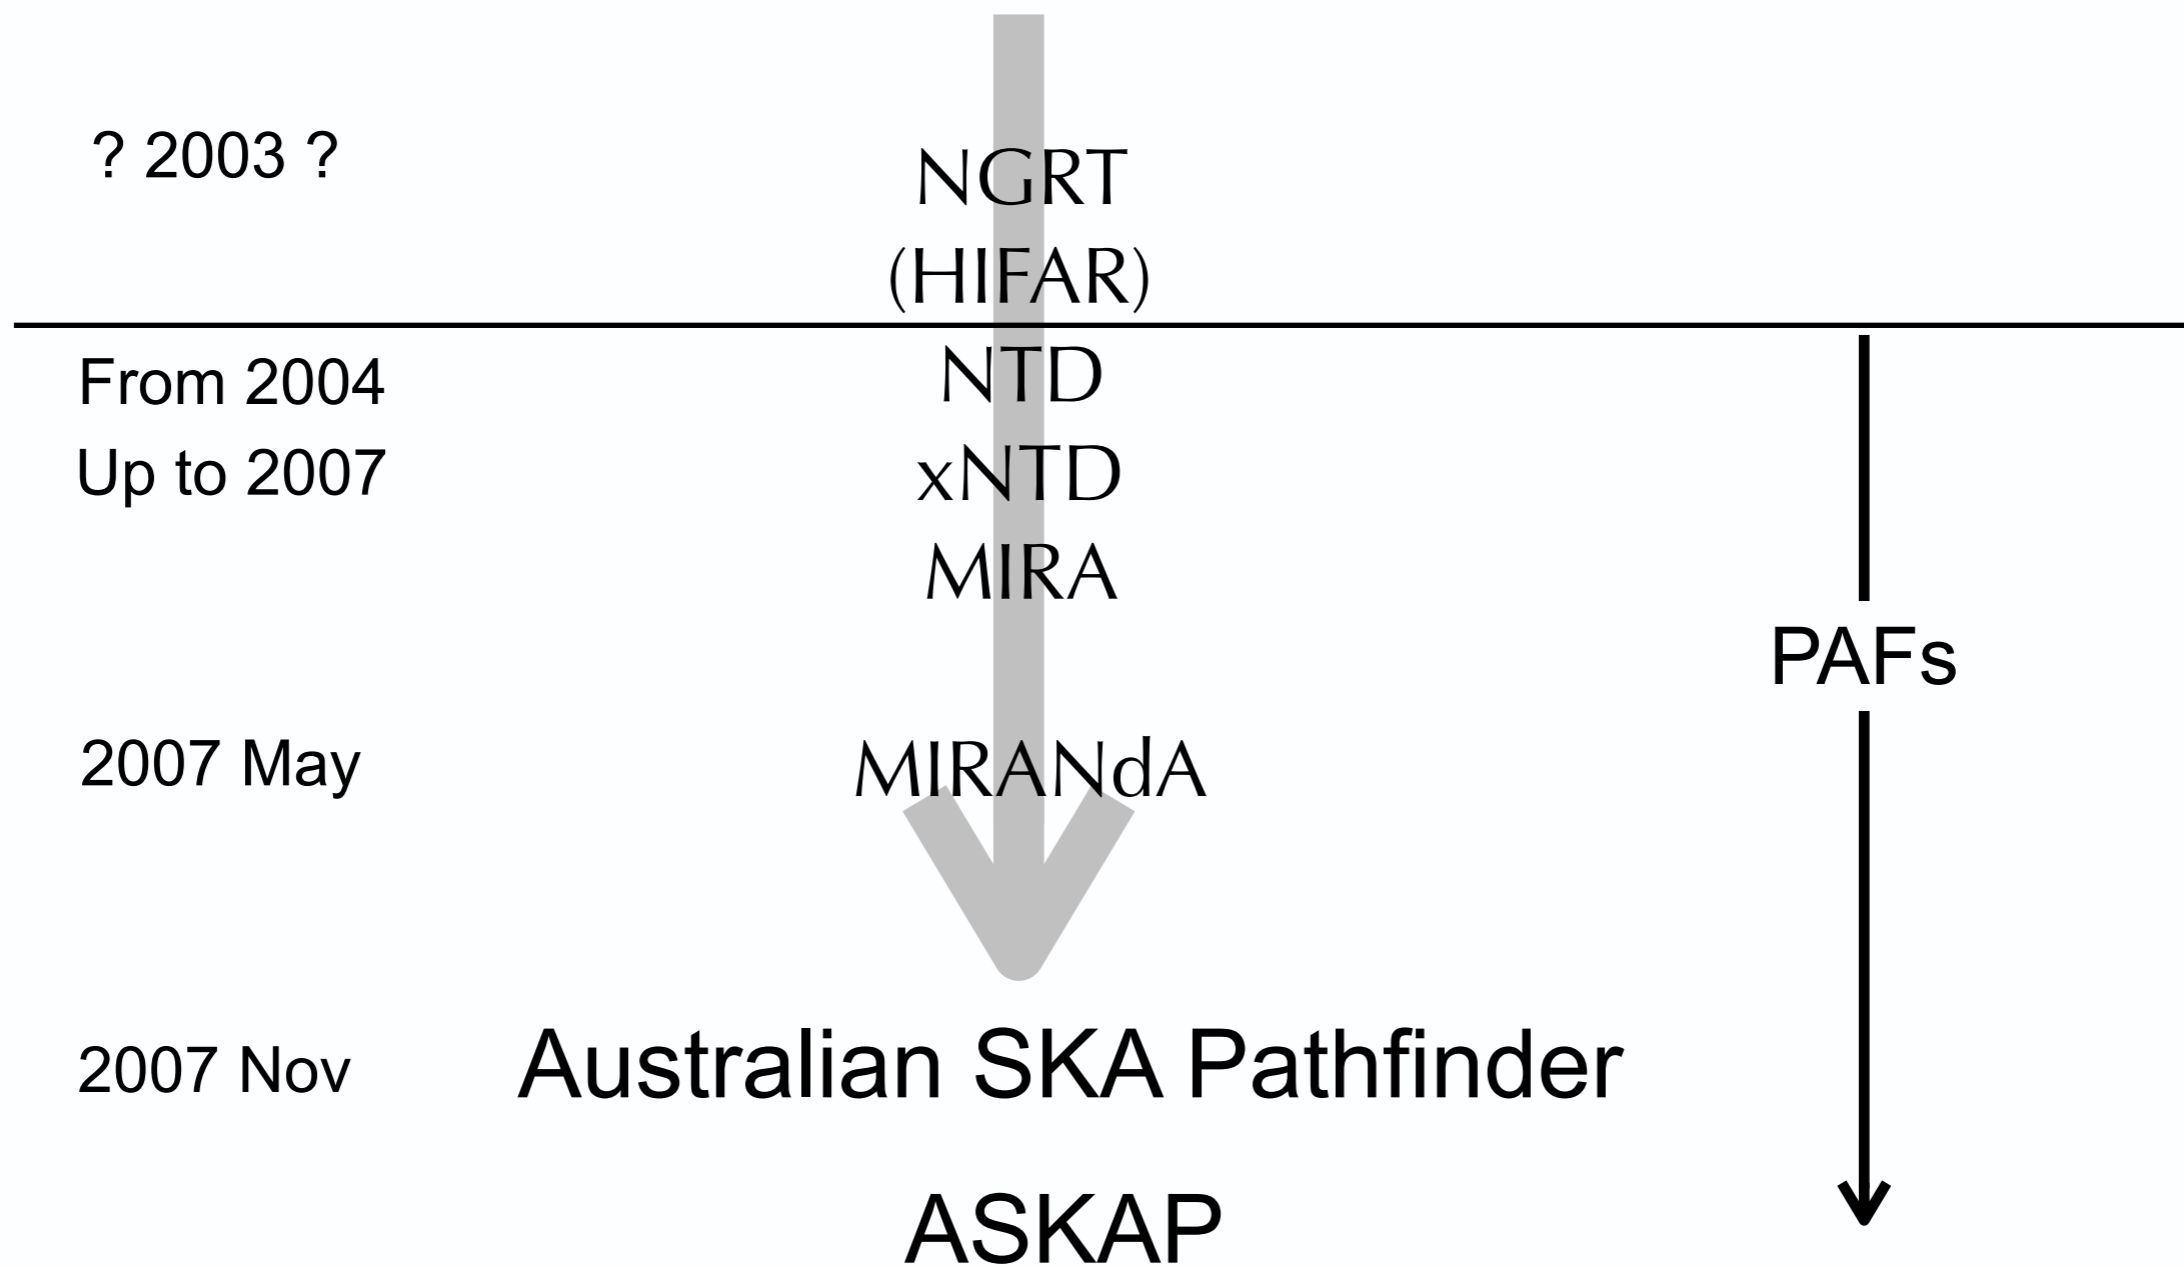 ? 2003 ?
NGRT
(HIFAR)
From 2004
NTD
Up to 2007
xNTD
MIRA
PAFs
2007 May
MIRANdA
2007 Nov
Australian SKA Pathfinder
ASKAP